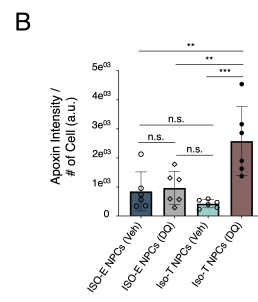 B
**
**
***
n.s.
n.s.
n.s.
Apoxin Intensity /
# of Cell (a.u.)
5e03
4e03
3e03
2e03
1e03
0
ISO-E NPCs (Veh)
ISO-E NPCs (DQ)
Iso-T NPCs (Veh)
Iso-T NPCs (DQ)